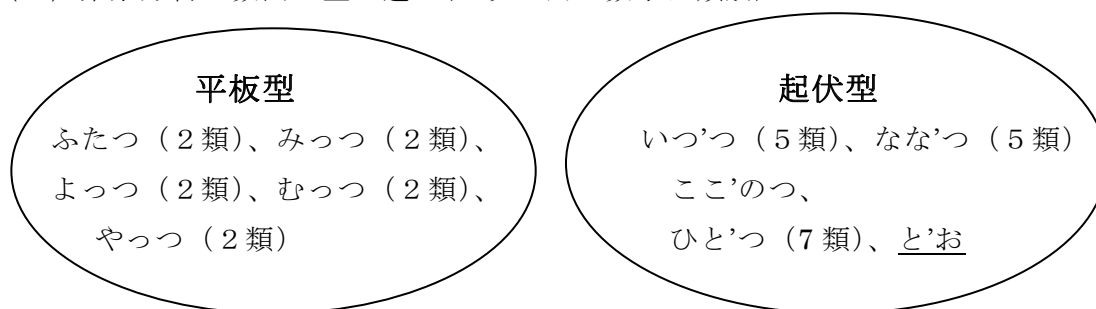 平板型
ふたつ（２類）、みっつ（２類）、
よっつ（２類）、むっつ（２類）、
やっつ（２類）
起伏型
いつ’つ（５類）、なな’つ（５類）
ここ’のつ、
ひと’つ（7 類）、と’お